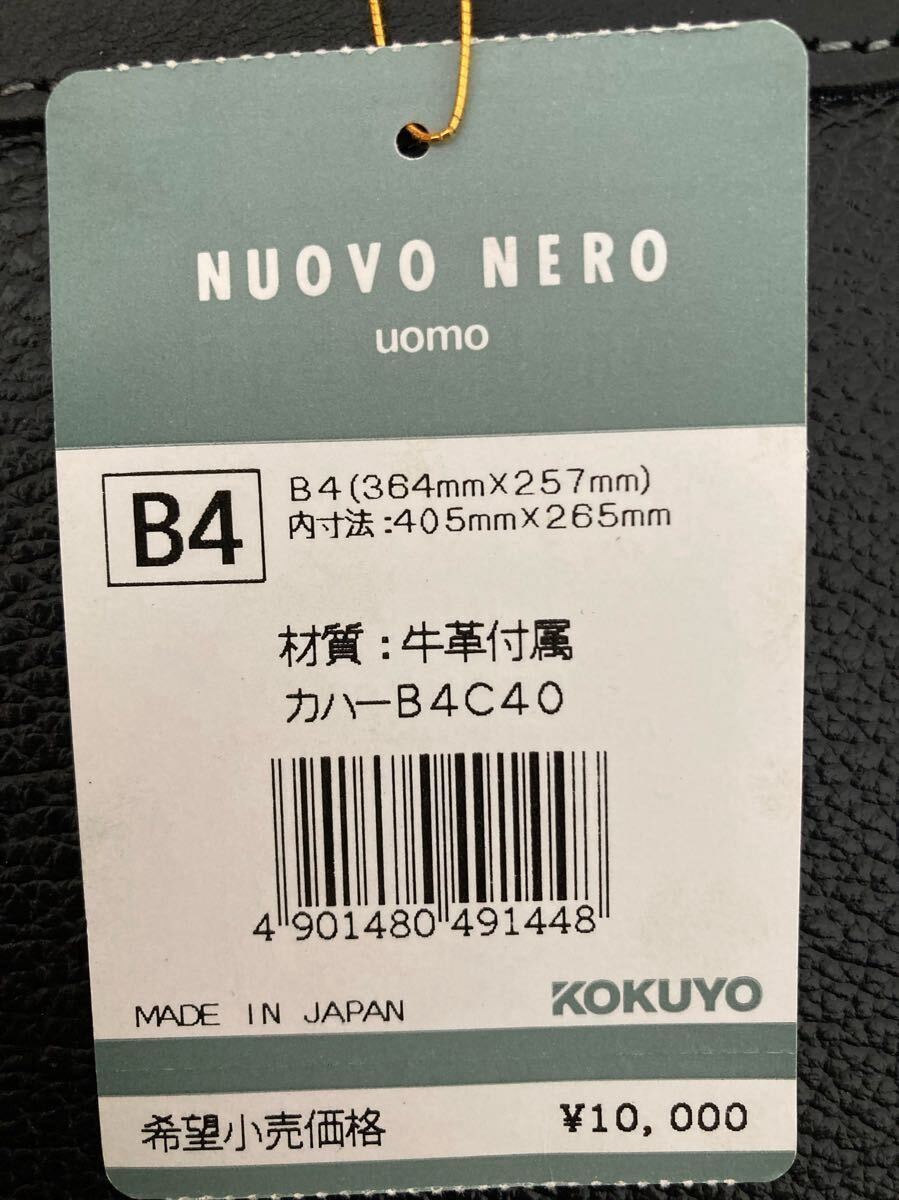 NUOVO NERO
uomo
B4
B4(364mm×257mm)
内寸法:405mm×265mm
材質:牛革付属
カハーB4C40
4 901480 491448
MADE IN JAPAN
KOKUYO
希望小売価格
¥10,000